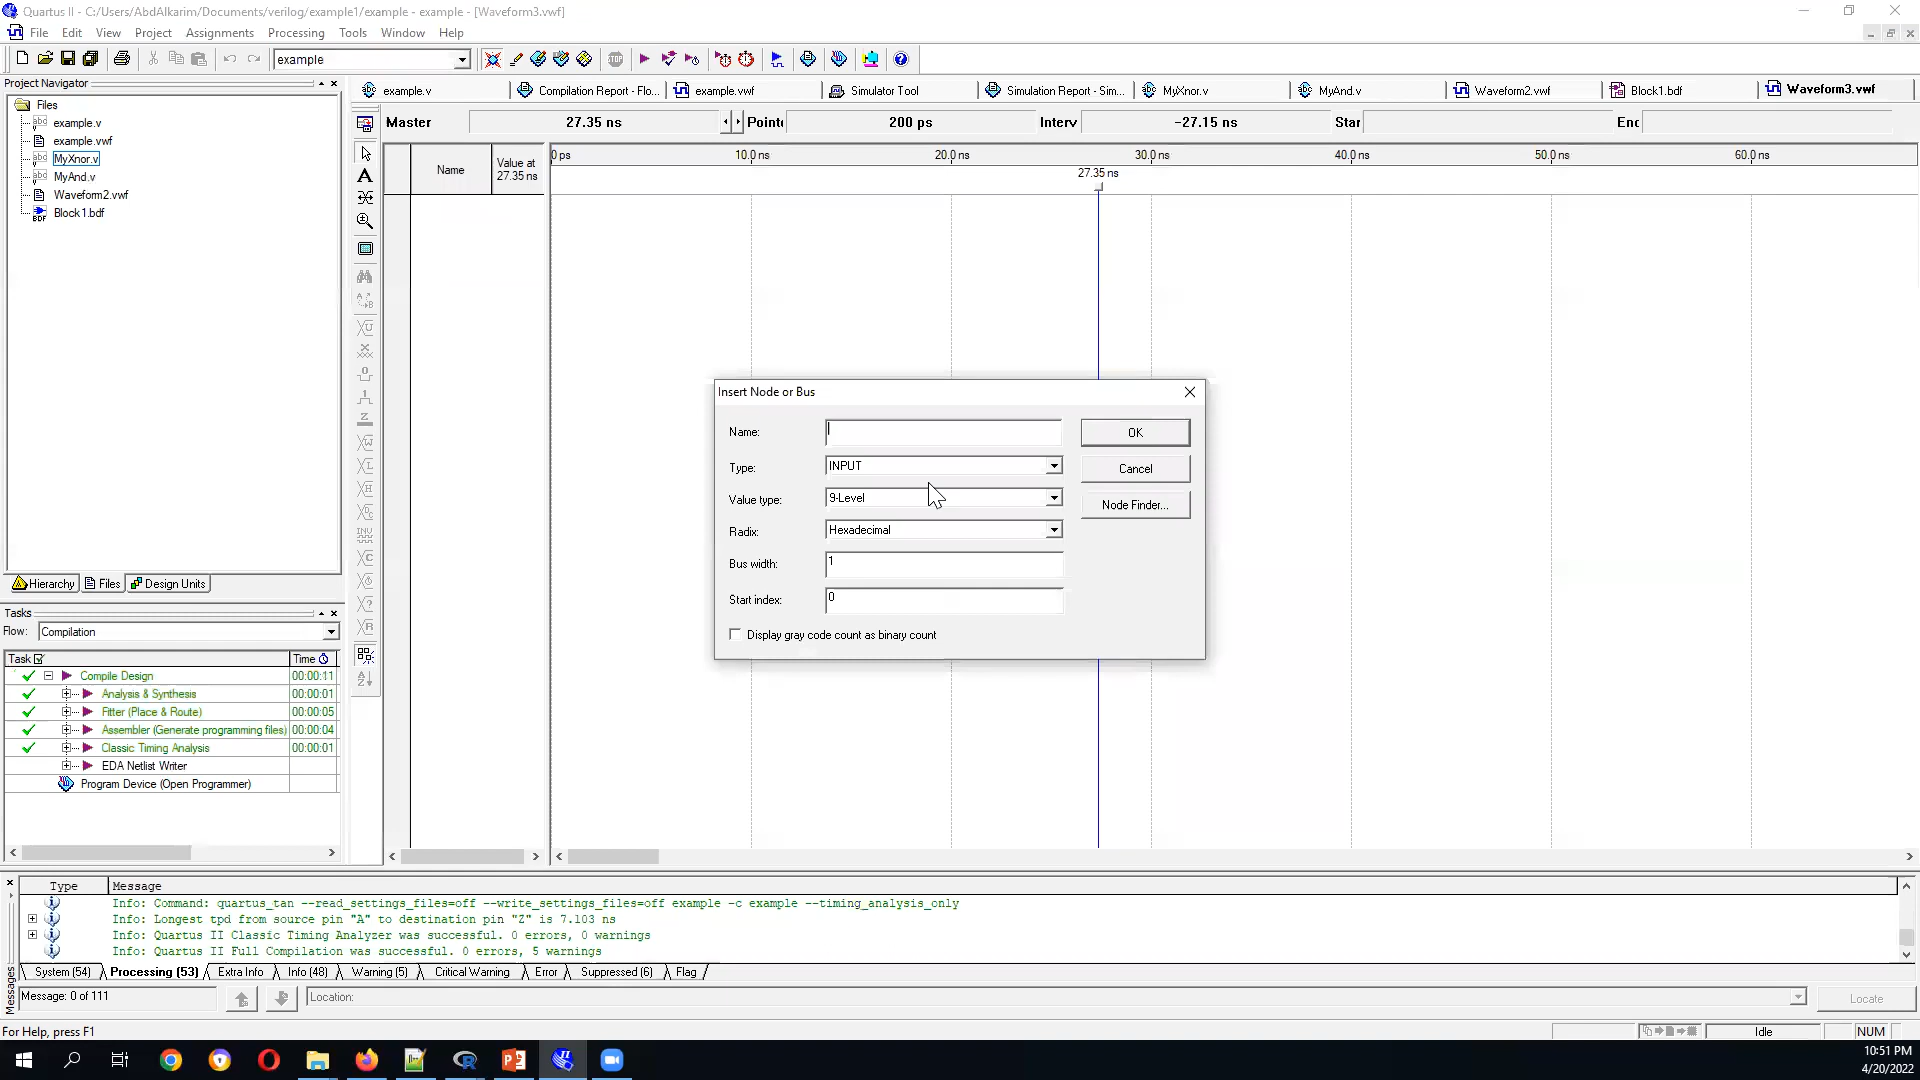 Quartus II - C:/Users/AbdAlkarim/Documents/verilog/example1/example - example - [Waveform3.vwf]
File Edit View Project Assignments Processing Tools Window Help
example
Project Navigator
Files
example.v
example.vwf
MyXnor.v
MyAnd.v
Waveform2.vwf
Block1.bdf
Hierarchy Files Design Units
example.v Compilation Report - Flo... example.vwf Simulator Tool Simulation Report - Sim... MyXnor.v MyAnd.v Waveform2.vwf Block1.bdf Waveform3.vwf
Master 27.35 ns Pointe 200 ps Interv -27.15 ns Star Enc
Name Value at 27.35 ns
0 ps 10.0 ns 20.0 ns 30.0 ns 40.0 ns 50.0 ns 60.0 ns
27.35 ns
Insert Node or Bus
Name: OK
Type: INPUT Cancel
Value type: 9-Level Node Finder...
Radix: Hexadecimal
Bus width: 1
Start index: 0
Display gray code count as binary count
Tasks
Flow: Compilation
Task Time
Compile Design 00:00:11
Analysis & Synthesis 00:00:01
Fitter (Place & Route) 00:00:05
Assembler (Generate programming files) 00:00:04
Classic Timing Analysis 00:00:01
EDA Netlist Writer
Program Device (Open Programmer)
Messages
Type Message
Info: Command: quartus_tan --read_settings_files=off --write_settings_files=off example -c example --timing_analysis_only
Info: Longest tpd from source pin "A" to destination pin "Z" is 7.103 ns
Info: Quartus II Classic Timing Analyzer was successful. 0 errors, 0 warnings
Info: Quartus II Full Compilation was successful. 0 errors, 5 warnings
System (54) Processing (53) Extra Info Info (48) Warning (5) Critical Warning Error Suppressed (6) Flag
Message: 0 of 111 Location: Locate
For Help, press F1 Idle NUM
10:51 PM
4/20/2022